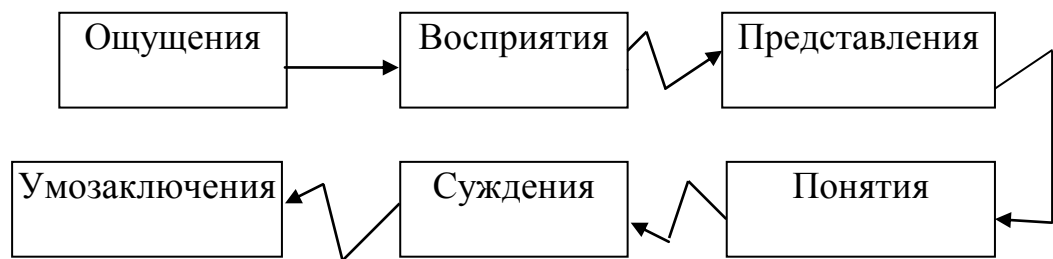 Ощущения
Восприятия
Представления
Умозаключения
Суждения
Понятия